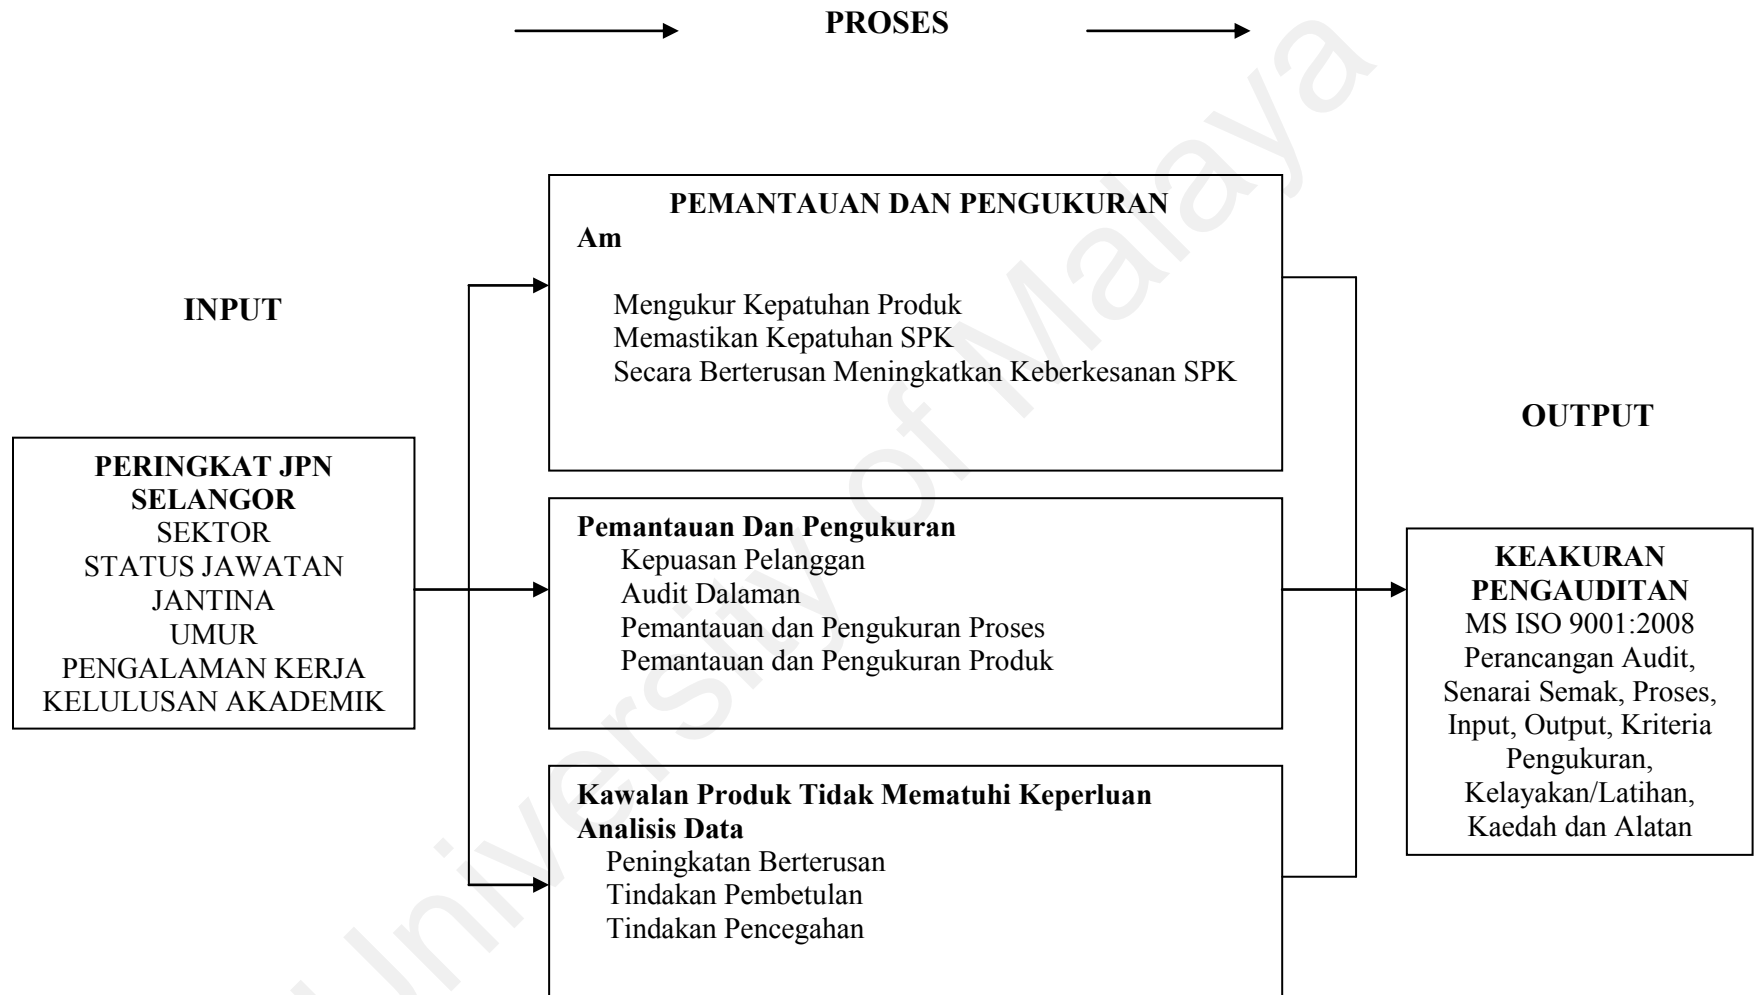 PROSES
INPUT
PERINGKAT JPN
SELANGOR
SEKTOR
STATUS JAWATAN
JANTINA
UMUR
PENGALAMAN KERJA
KELULUSAN AKADEMIK
PEMANTAUAN DAN PENGUKURAN
Am
Mengukur Kepatuhan Produk
Memastikan Kepatuhan SPK
Secara Berterusan Meningkatkan Keberkesanan SPK
Pemantauan Dan Pengukuran
Kepuasan Pelanggan
Audit Dalaman
Pemantauan dan Pengukuran Proses
Pemantauan dan Pengukuran Produk
Kawalan Produk Tidak Mematuhi Keperluan
Analisis Data
Peningkatan Berterusan
Tindakan Pembetulan
Tindakan Pencegahan
OUTPUT
KEAKURAN
PENGAUDITAN
MS ISO 9001:2008
Perancangan Audit,
Senarai Semak, Proses,
Input, Output, Kriteria
Pengukuran,
Kelayakan/Latihan,
Kaedah dan Alatan
University of Malaya